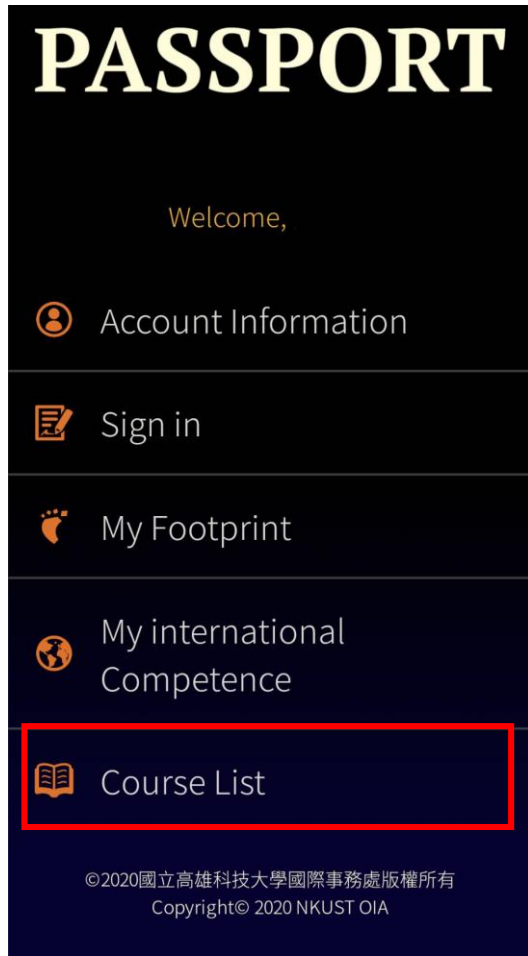 PASSPORT
Welcome,
Account Information
Sign in
My Footprint
My international
Competence
Course List
©2020國立高雄科技大學國際事務處版權所有
Copyright© 2020 NKUST OIA